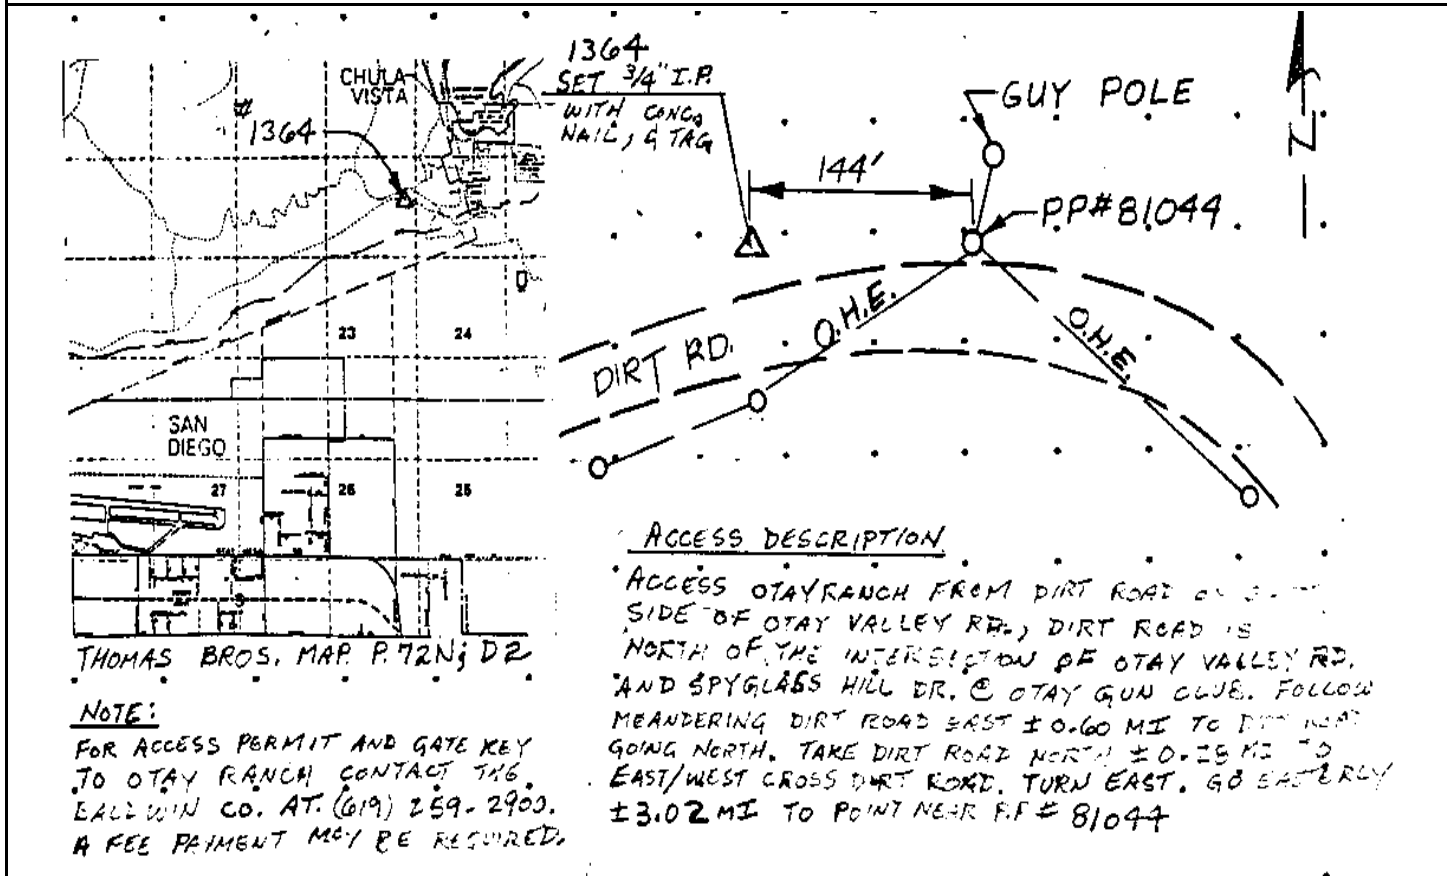 CHULA
VISTA
1364
23
24
SAN
DIEGO
27
26
25
THOMAS BROS. MAP. P. 72N; D2
NOTE:
FOR ACCESS PERMIT AND GATE KEY
TO OTAY RANCH CONTACT THE
BALDWIN CO. AT. (619) 259-2900.
A FEE PAYMENT MAY BE REQUIRED.
1364
SET 3/4" I.P.
WITH CONC.
NAIL, & TAG
144'
GUY POLE
P.P.#81044
N
DIRT RD.
O.H.E.
O.H.E.
ACCESS DESCRIPTION
ACCESS OTAY RANCH FROM DIRT ROAD
SIDE OF OTAY VALLEY RD., DIRT ROAD IS
NORTH OF THE INTERSECTION OF OTAY VALLEY RD.
AND SPYGLASS HILL DR. @ OTAY GUN CLUB. FOLLOW
MEANDERING DIRT ROAD EAST ±0.60 MI TO DIRT ROAD
GOING NORTH. TAKE DIRT ROAD NORTH MI TO
EAST/WEST CROSS DIRT ROAD. TURN EAST. GO EASTERLY
±3.02 MI TO POINT NEAR P.P.# 81044